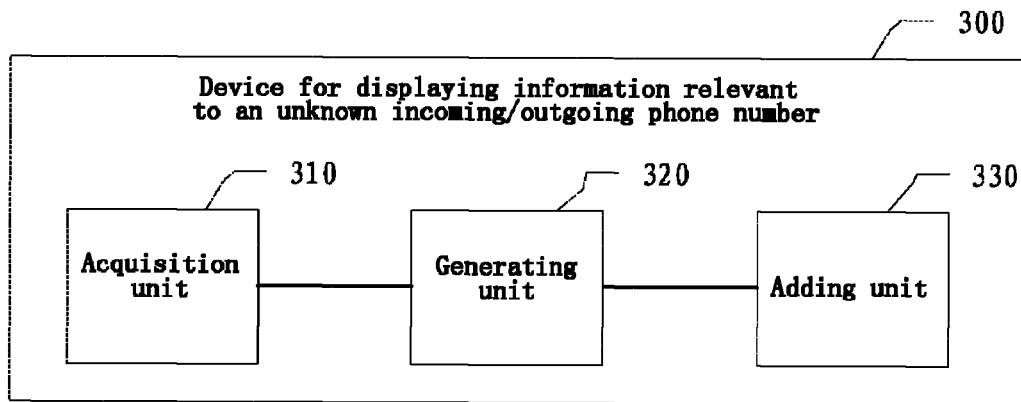 300
Device for displaying information relevant
to an unknown incoming/outgoing phone number
310
320
330
Acquisition
unit
Generating
unit
Adding unit